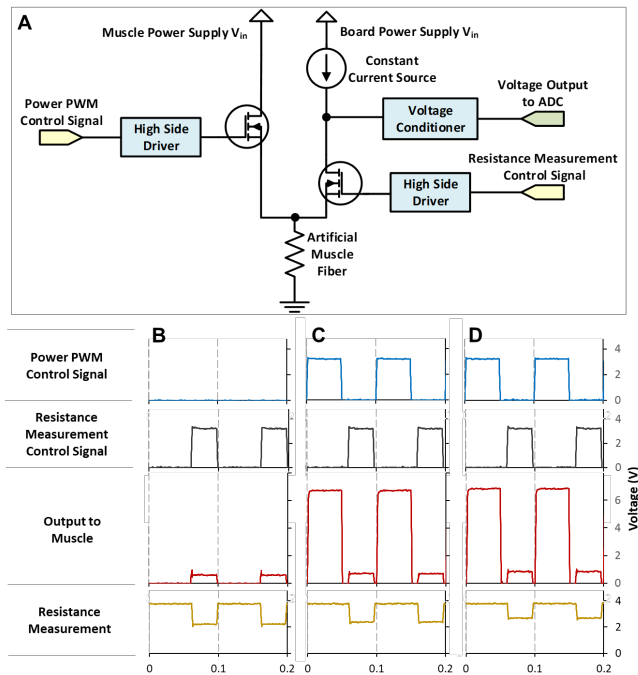 A
Muscle Power Supply Vin
Board Power Supply Vin
Constant
Current Source
Power PWM
Control Signal
High Side
Driver
Voltage
Conditioner
Voltage Output
to ADC
Resistance Measurement
Control Signal
High Side
Driver
Artificial
Muscle
Fiber
B
C
D
Power PWM
Control Signal
4
2
0
Resistance
Measurement
Control Signal
4
2
0
Output to
Muscle
6
4
2
0
Voltage (V)
Resistance
Measurement
4
2
0
0
0.1
0.2
0
0.1
0.2
0
0.1
0.2